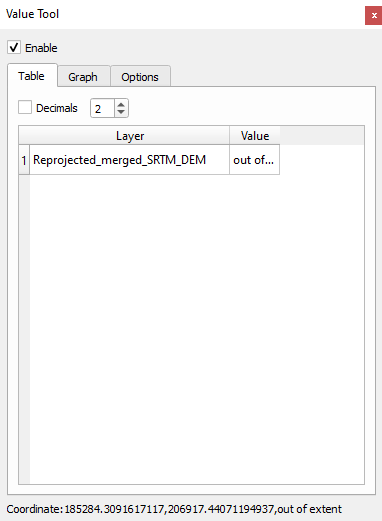 Value Tool x
Enable
Table Graph Options
Decimals 2
Layer Value
1 Reprojected_merged_SRTM_DEM out of...
Coordinate:185284.3091617117,206917.44071194937,out of extent